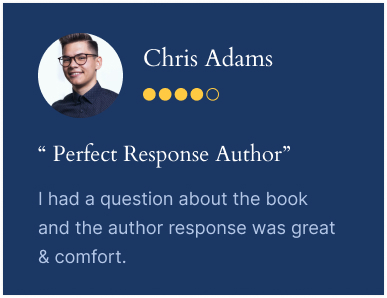 Chris Adams
“ Perfect Response Author”
I had a question about the book
and the author response was great
& comfort.